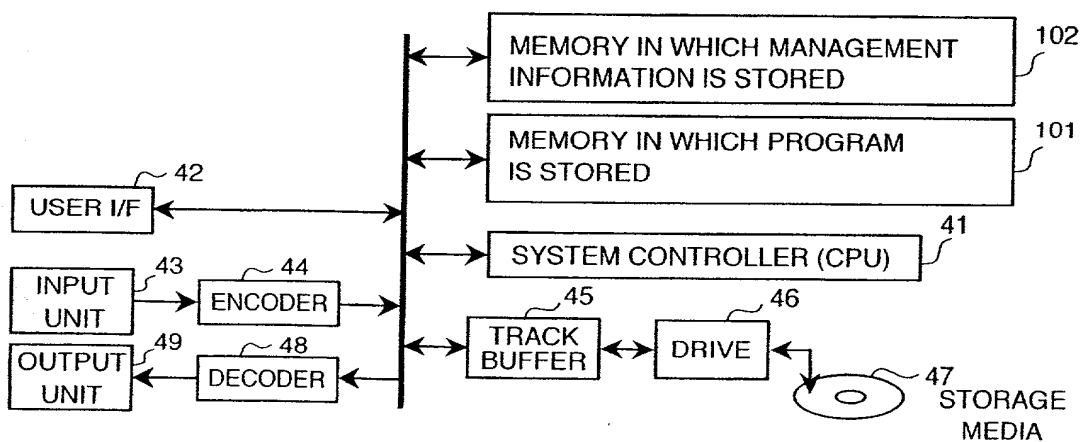 102
MEMORY IN WHICH MANAGEMENT
INFORMATION IS STORED
101
MEMORY IN WHICH PROGRAM
IS STORED
42
USER I/F
41
SYSTEM CONTROLLER (CPU)
43
INPUT
UNIT
44
ENCODER
45
TRACK
BUFFER
46
DRIVE
49
OUTPUT
UNIT
48
DECODER
47
STORAGE
MEDIA